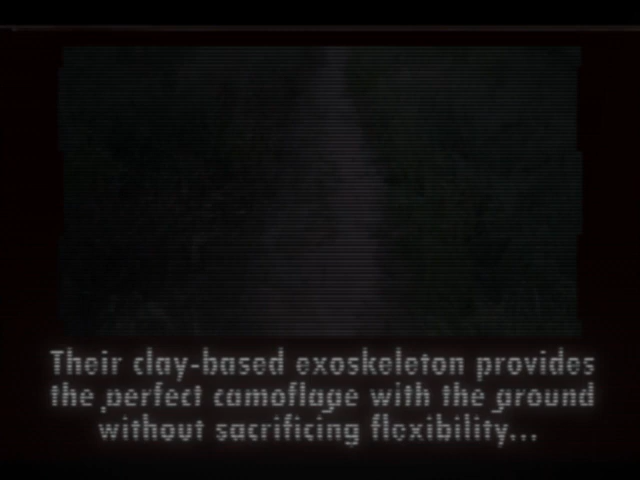 Their clay-based exoskeleton provides
the perfect camoflage with the ground
without sacrificing flexibility...